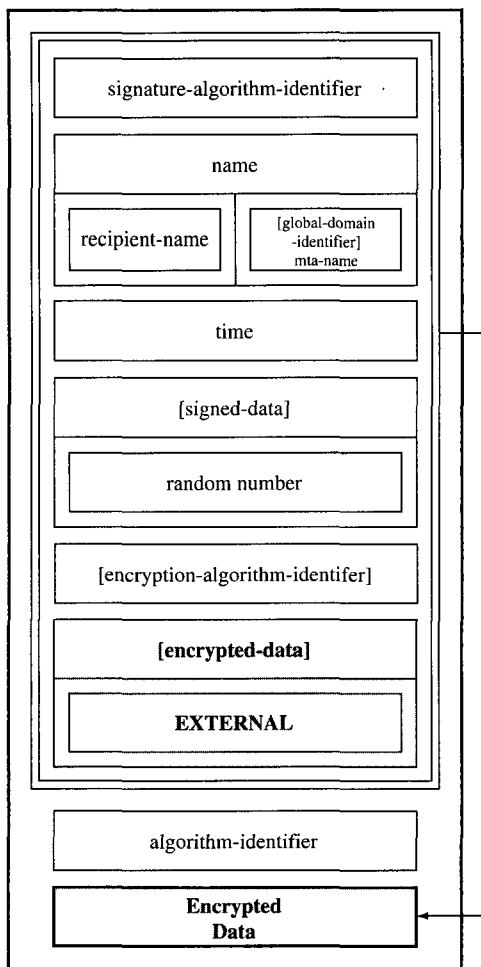 signature-algorithm-identifier
name
recipient-name
[global-domain
-identifier]
mta-name
time
[signed-data]
random number
[encryption-algorithm-identifer]
[encrypted-data]
EXTERNAL
algorithm-identifier
Encrypted
Data